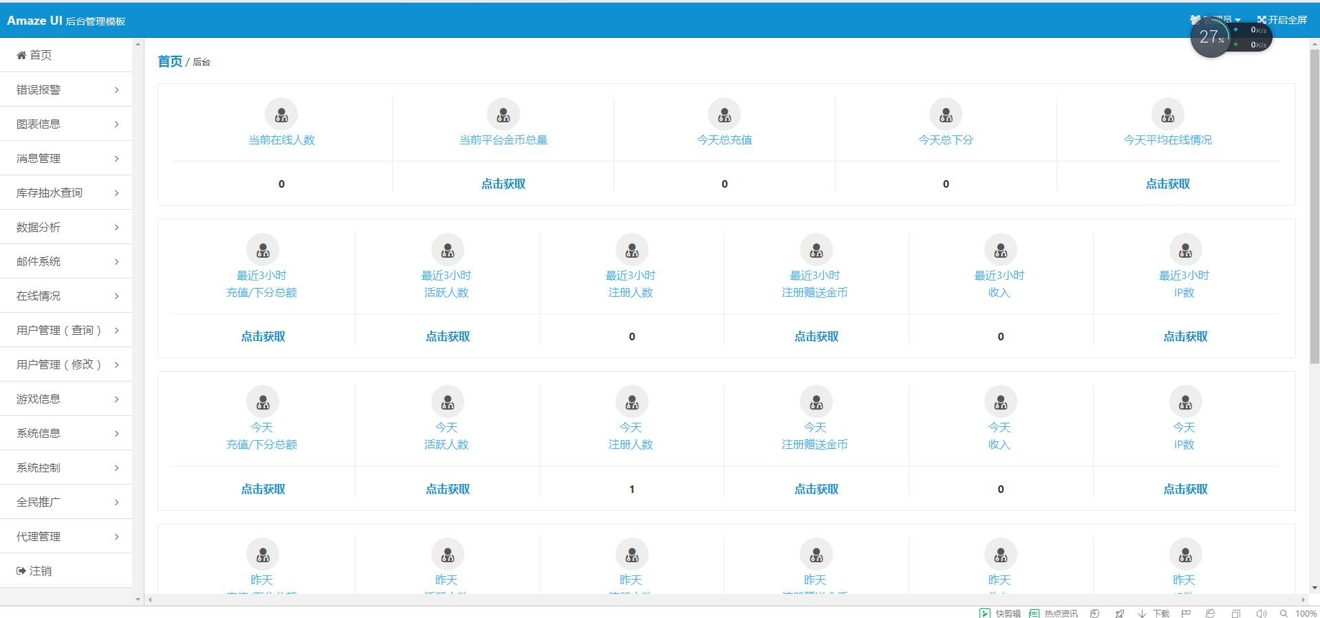 Amaze UI 后台管理模板
开启全屏
27%
0K/s
0K/s
首页
错误报警
图表信息
消息管理
库存抽水查询
数据分析
邮件系统
在线情况
用户管理（查询）
用户管理（修改）
游戏信息
系统信息
系统控制
全民推广
代理管理
注销
首页 / 后台
当前在线人数 当前平台金币总量 今天总充值 今天总下分 今天平均在线情况
0 点击获取 0 0 点击获取
最近3小时 最近3小时 最近3小时 最近3小时 最近3小时 最近3小时
充值/下分总额 活跃人数 注册人数 注册赠送金币 收入 IP数
点击获取 点击获取 0 点击获取 0 点击获取
今天 今天 今天 今天 今天 今天
充值/下分总额 活跃人数 注册人数 注册赠送金币 收入 IP数
点击获取 点击获取 1 点击获取 0 点击获取
昨天 昨天 昨天 昨天 昨天 昨天
快剪辑 热点资讯 下载 100%